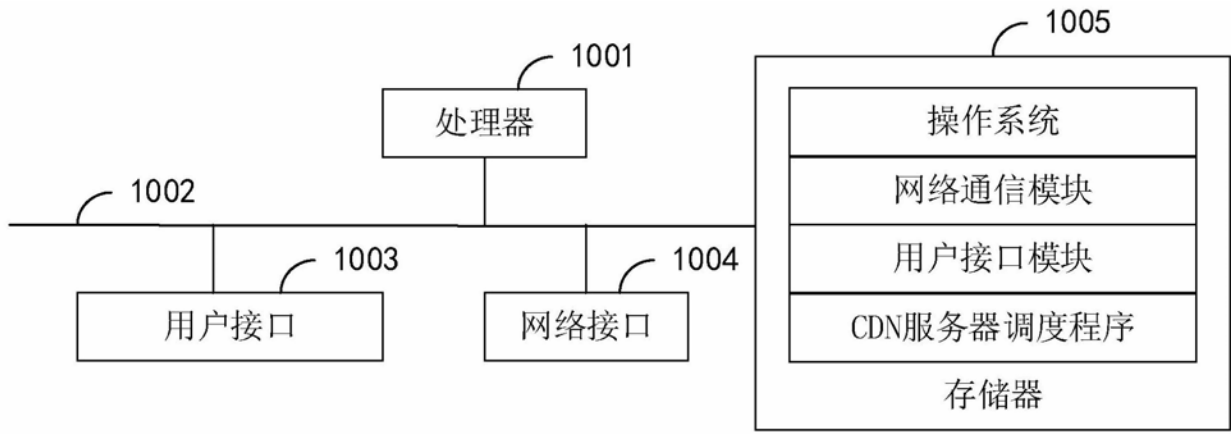 1005
1001
处理器
操作系统
网络通信模块
1002
用户接口模块
1003
1004
用户接口
网络接口
CDN服务器调度程序
存储器